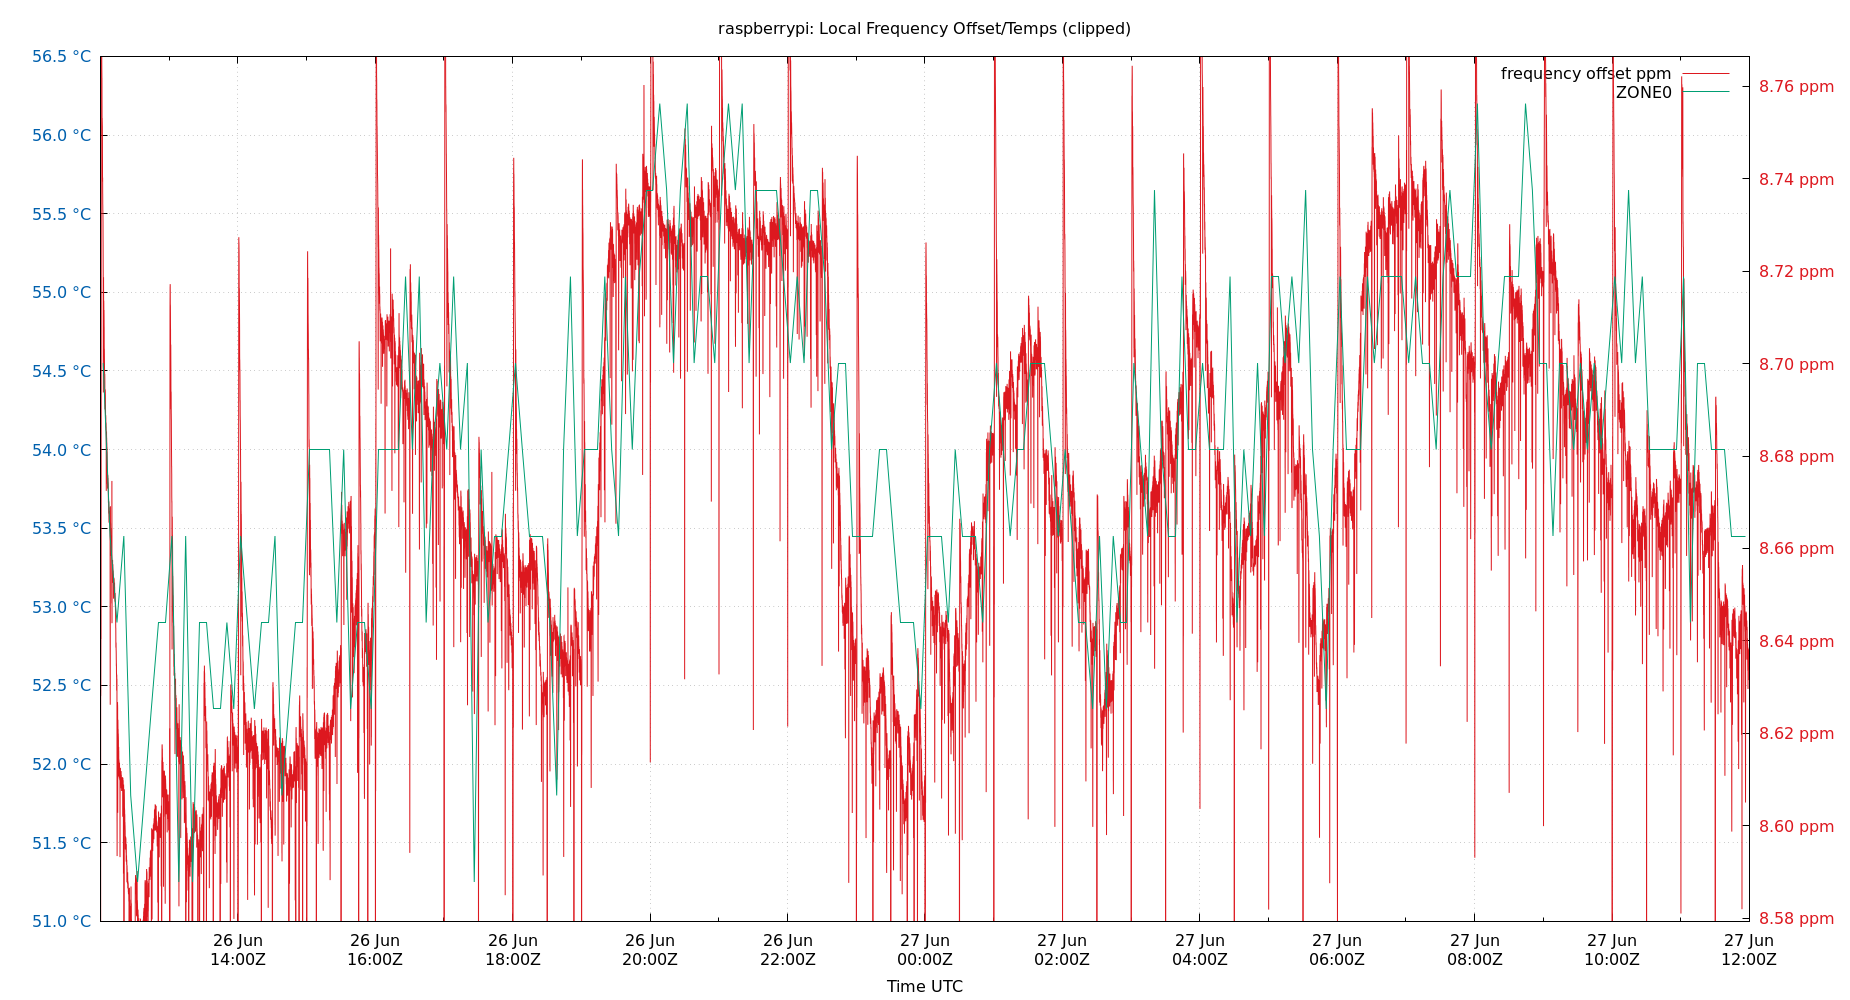 raspberrypi: Local Frequency Offset/Temps (clipped)
frequency offset ppm
ZONE0
56.5 °C
56.0 °C
55.5 °C
55.0 °C
54.5 °C
54.0 °C
53.5 °C
53.0 °C
52.5 °C
52.0 °C
51.5 °C
51.0 °C
8.76 ppm
8.74 ppm
8.72 ppm
8.70 ppm
8.68 ppm
8.66 ppm
8.64 ppm
8.62 ppm
8.60 ppm
8.58 ppm
26 Jun 26 Jun 26 Jun 26 Jun 26 Jun 27 Jun 27 Jun 27 Jun 27 Jun 27 Jun 27 Jun 27 Jun
14:00Z 16:00Z 18:00Z 20:00Z 22:00Z 00:00Z 02:00Z 04:00Z 06:00Z 08:00Z 10:00Z 12:00Z
Time UTC